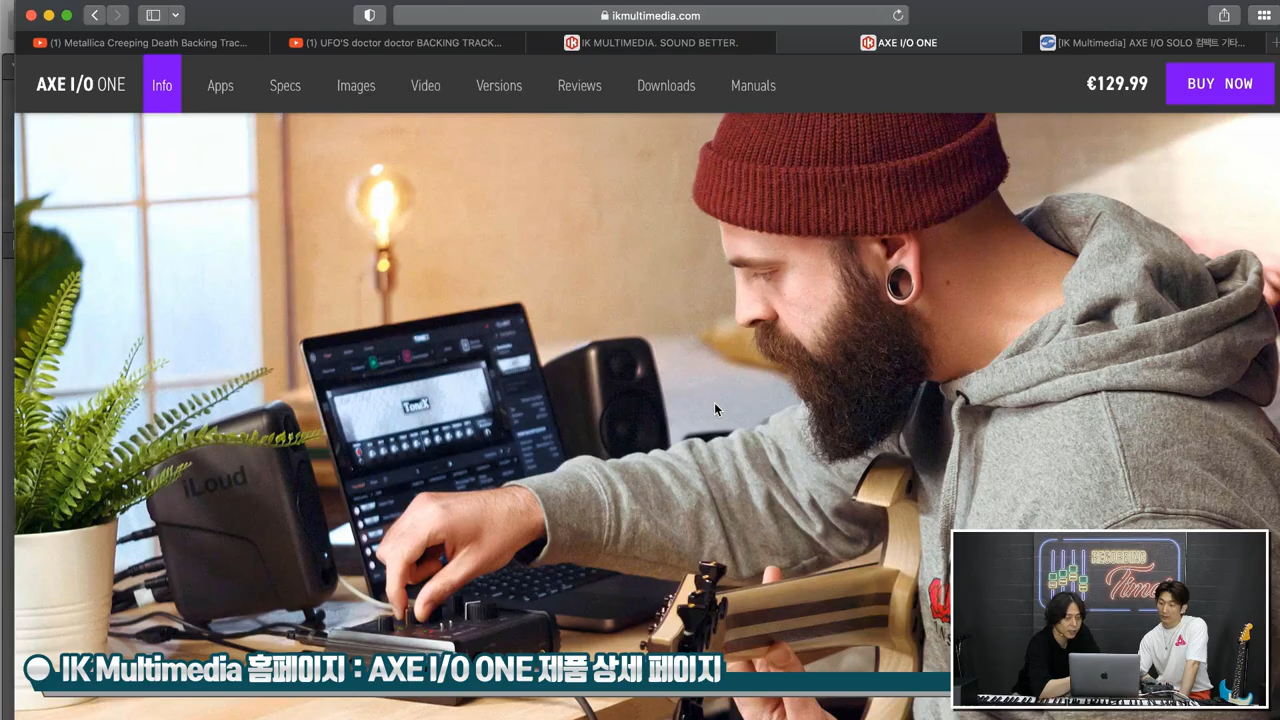 ikmultimedia.com
(1) Metallica Creeping Death Backing Trac...
(1) UFO'S doctor doctor BACKING TRACK...
IK MULTIMEDIA. SOUND BETTER.
AXE I/O ONE
[IK Multimedia] AXE I/O SOLO 컴팩트 기타...
AXE I/O ONE
Info
Apps
Specs
Images
Video
Versions
Reviews
Downloads
Manuals
€129.99
BUY NOW
ToneX
iLoud
RENDERING
Time
IK Multimedia 홈페이지 : AXE I/O ONE 제품 상세 페이지